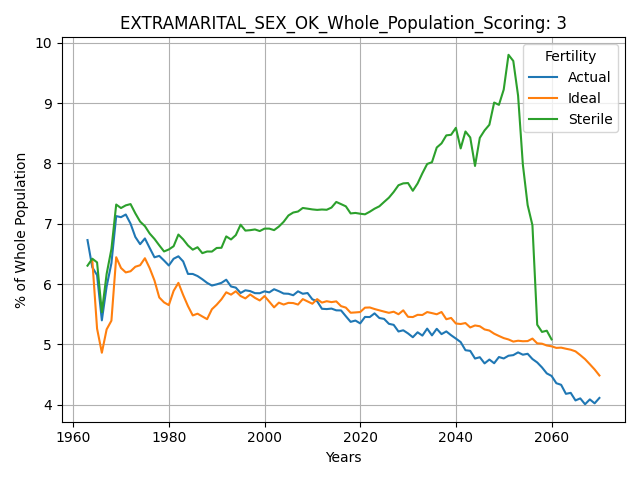 EXTRAMARITAL_SEX_OK_Whole_Population_Scoring: 3
% of Whole Population
10
9
8
7
6
5
4
Fertility
Actual
Ideal
Sterile
1960
1980
2000
2020
2040
2060
Years